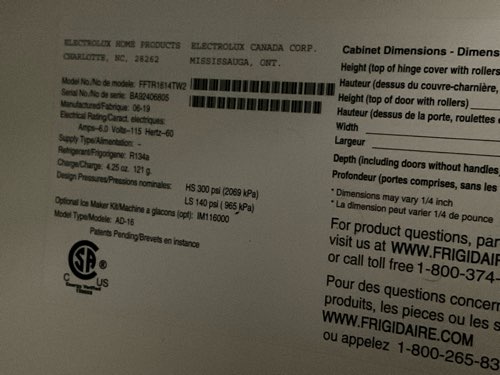 ELECTROLUX HOME PRODUCTS ELECTROLUX CANADA CORP.
CHARLOTTE, NC, 28262 MISSISSAUGA, ONT.
Model No./No de modele: FFTR1814TW2
Serial No./No de serie: BA92406805
Manufactured/Fabrique: 06-19
Electrical Rating/Caract. electriques:
Amps-6.0 Volts-115 Hertz-60
Supply Type/Alimentation: -
Refrigerant/Frigorigene: R134a
Charge/Charge: 4.25 oz. 121 g.
Design Pressures/Pressions nominales: HS 300 psi (2069 kPa)
LS 140 psi ( 965 kPa)
Optional Ice Maker Kit/Machine a glacons (opt): IM116000
Model Type/Modele: AD-16
Patents Pending/Brevets en instance
SA ®
C US
Energy Verified
Cabinet Dimensions - Dimens
Height (top of hinge cover with rollers
Hauteur (dessus du couvre-charnière,
Height (top of door with rollers)
Hauteur (dessus de la porte, roulettes
Width
Largeur
Depth (including doors without handles
Profondeur (portes comprises, sans les
* Dimensions may vary 1/4 inch
* La dimension peut varier 1/4 de pounce
For product questions, par
visit us at WWW.FRIGIDAIR
or call toll free 1-800-374-
Pour des questions concern
produits, les pieces ou les s
WWW.FRIGIDAIRE.COM
ou appelez 1-800-265-83